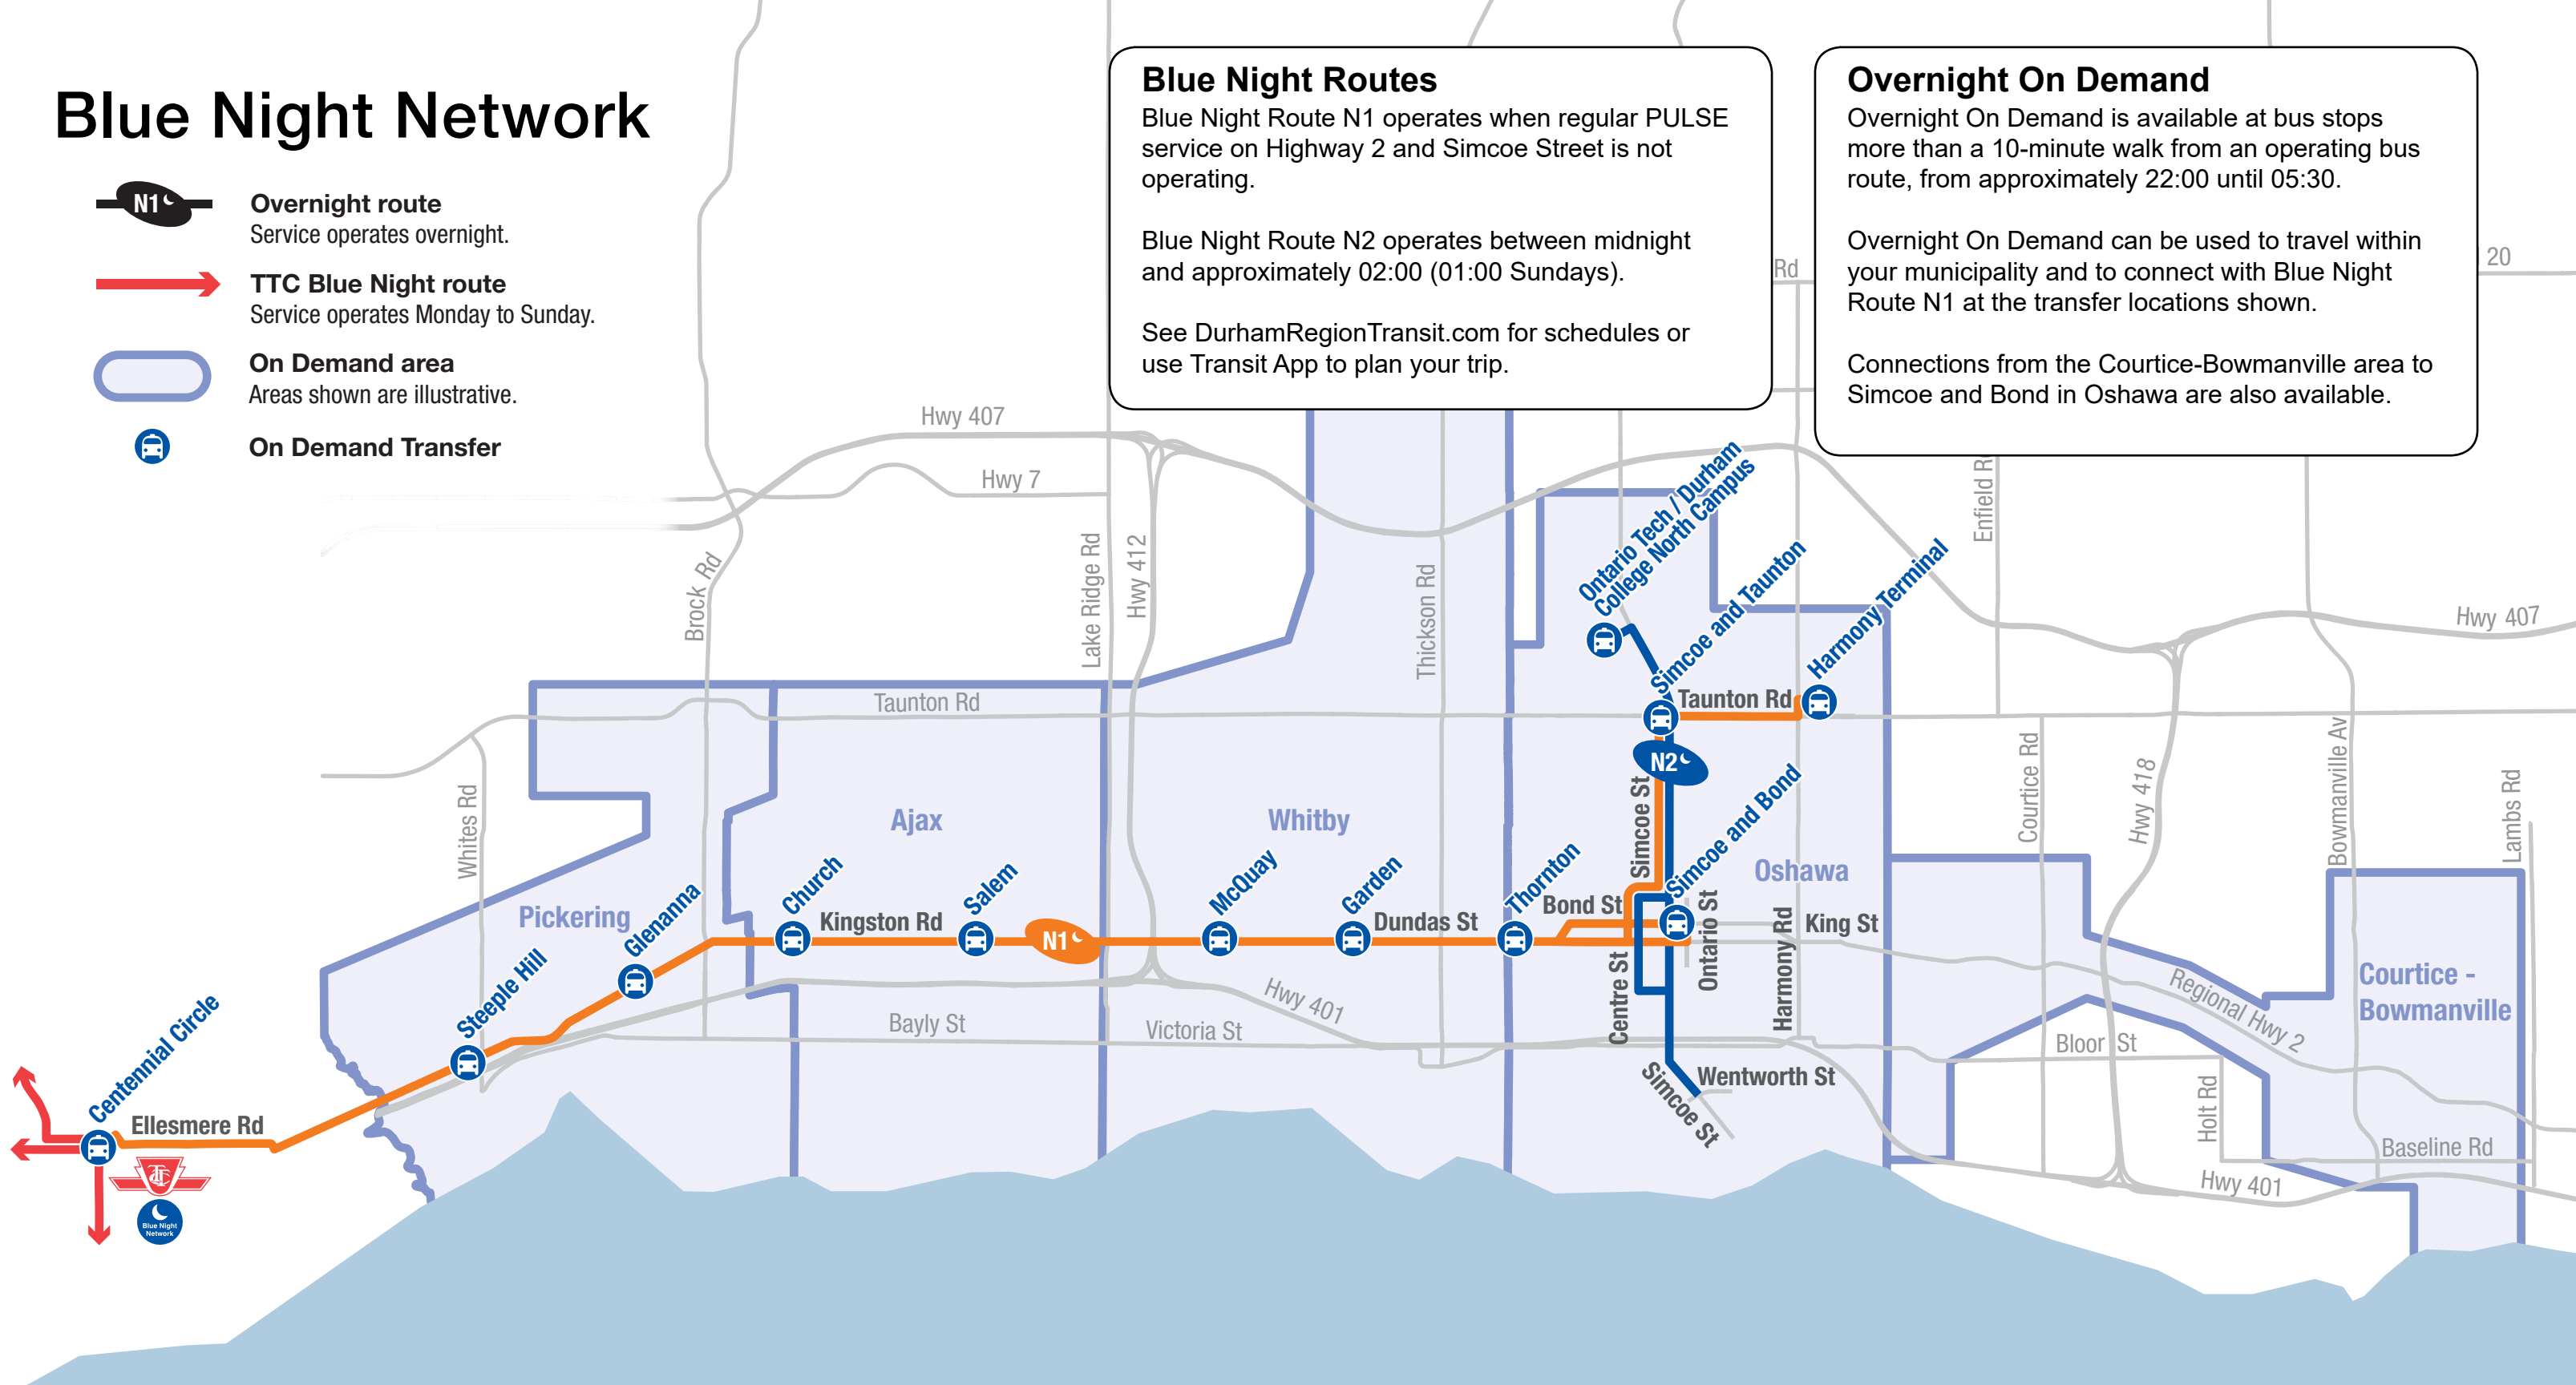 Blue Night Network
N1
Overnight route
Service operates overnight.
TTC Blue Night route
Service operates Monday to Sunday.
On Demand area
Areas shown are illustrative.
On Demand Transfer
Blue Night Routes
Blue Night Route N1 operates when regular PULSE
service on Highway 2 and Simcoe Street is not
operating.
Blue Night Route N2 operates between midnight
and approximately 02:00 (01:00 Sundays).
See DurhamRegionTransit.com for schedules or
use Transit App to plan your trip.
Overnight On Demand
Overnight On Demand is available at bus stops
more than a 10-minute walk from an operating bus
route, from approximately 22:00 until 05:30.
Overnight On Demand can be used to travel within
your municipality and to connect with Blue Night
Route N1 at the transfer locations shown.
Connections from the Courtice-Bowmanville area to
Simcoe and Bond in Oshawa are also available.
Rd
20
Hwy 407
Hwy 7
Brock Rd
Lake Ridge Rd
Hwy 412
Thickson Rd
Enfield R
Hwy 407
Ontario Tech / Durham
College North Campus
Simcoe and Taunton
Harmony Terminal
Taunton Rd
Taunton Rd
Whites Rd
N2
Simcoe St
Simcoe and Bond
Courtice Rd
Hwy 418
Bowmanville Av
Lambs Rd
Ajax
Whitby
Oshawa
Pickering
Courtice -
Bowmanville
Centennial Circle
Steeple Hill
Glenanna
Church
Salem
McQuay
Garden
Thornton
Kingston Rd
N1
Dundas St
Bond St
Ontario St
Harmony Rd
King St
Centre St
Regional Hwy 2
Hwy 401
Bayly St
Victoria St
Bloor St
Wentworth St
Simcoe St
Holt Rd
Baseline Rd
Hwy 401
Ellesmere Rd
TTC
Blue Night
Network